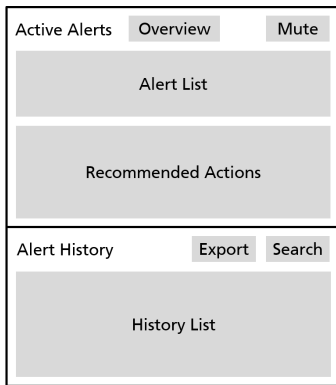 Active Alerts Overview Mute
Alert List
Recommended Actions
Alert History Export Search
History List